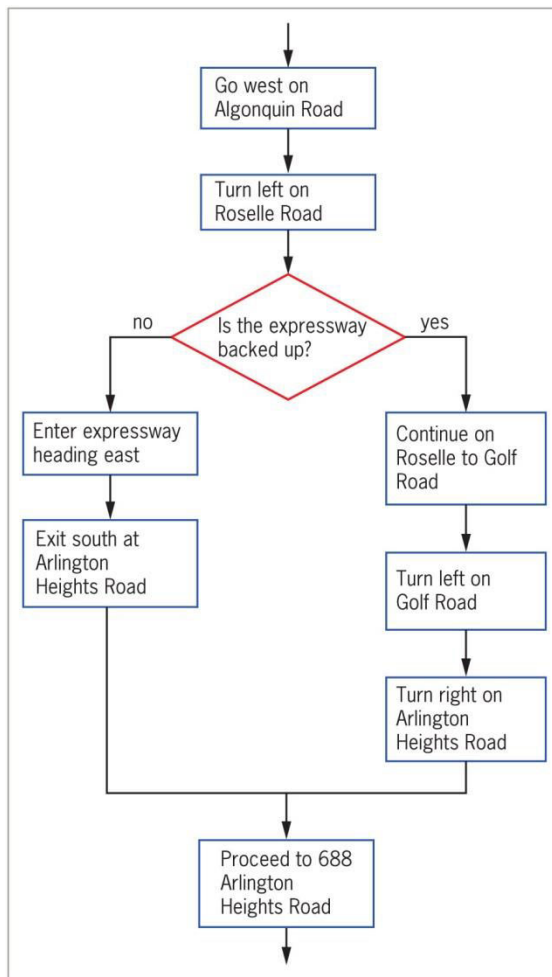 Go west on
Algonquin Road
Turn left on
Roselle Road
Is the expressway
backed up?
no
yes
Enter expressway
heading east
Exit south at
Arlington
Heights Road
Continue on
Roselle to Golf
Road
Turn left on
Golf Road
Turn right on
Arlington
Heights Road
Proceed to 688
Arlington
Heights Road